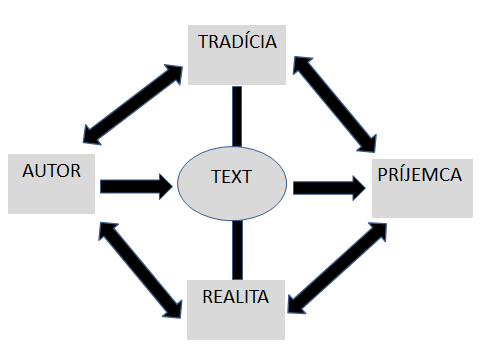 TRADÍCIA
AUTOR
TEXT
PRÍJEMCA
REALITA